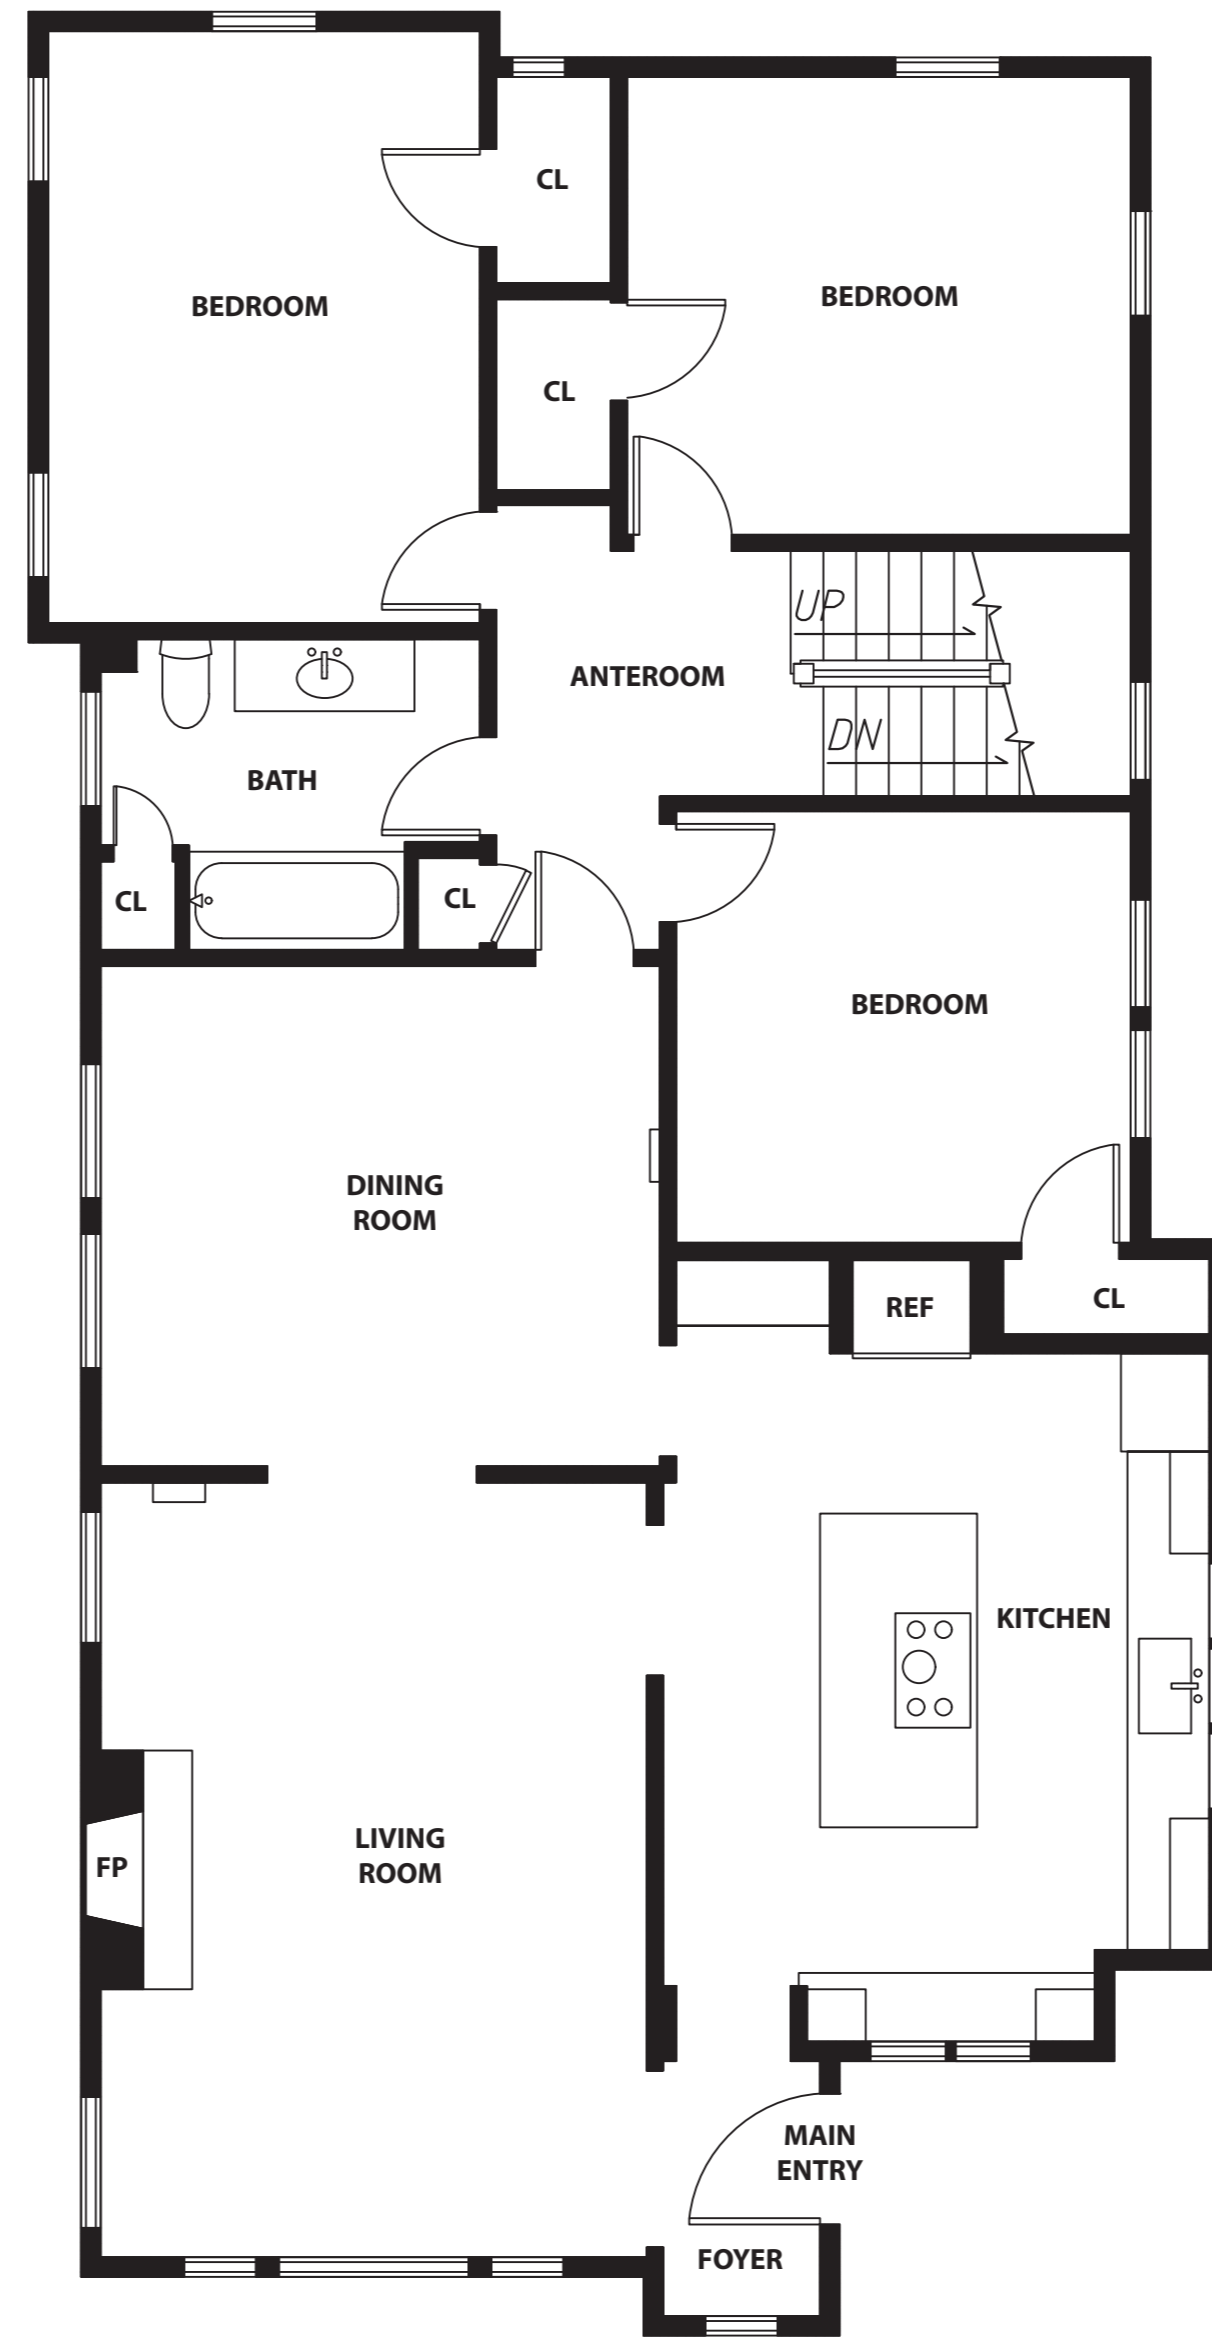 CL
BEDROOM
BEDROOM
CL
UP
ANTEROOM
DN
BATH
CL
CL
BEDROOM
DINING
ROOM
REF
CL
KITCHEN
LIVING
ROOM
FP
MAIN
ENTRY
FOYER